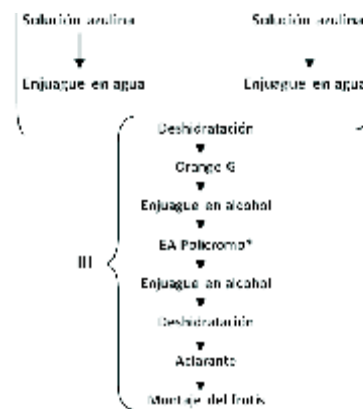 Solución azulina Solución azulina
Enjuague en agua Enjuague en agua
Deshidratación
Orange G
Enjuague en alcohol
EA Policromo*
Enjuague en alcohol
III
Deshidratación
Aclarante
Montaje del frotis